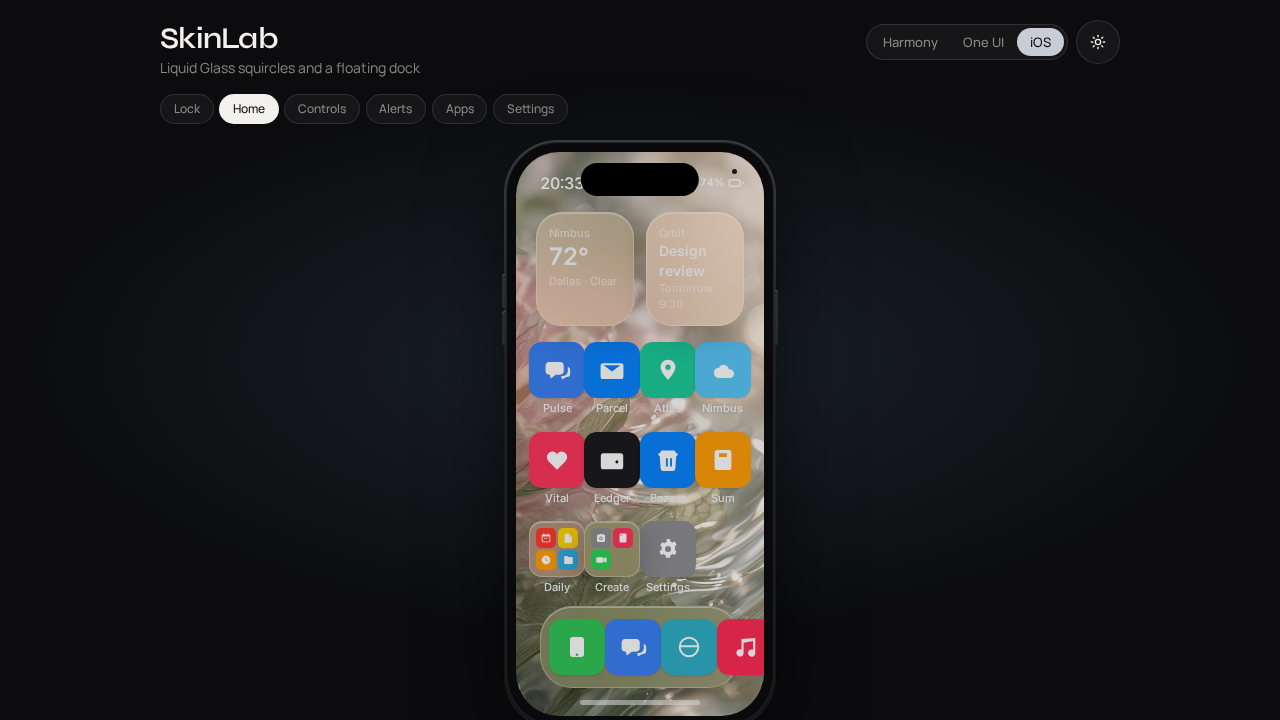 SkinLab
Liquid Glass squircles and a floating dock
Harmony One UI iOS
Lock Home Controls Alerts Apps Settings
20:33 74%
Nimbus
72°
Dallas · Clear
Orbit
Design
review
Tomorrow
9:30
Pulse Parcel Atlas Nimbus
Vital Ledger Bazaar Sum
Daily Create Settings